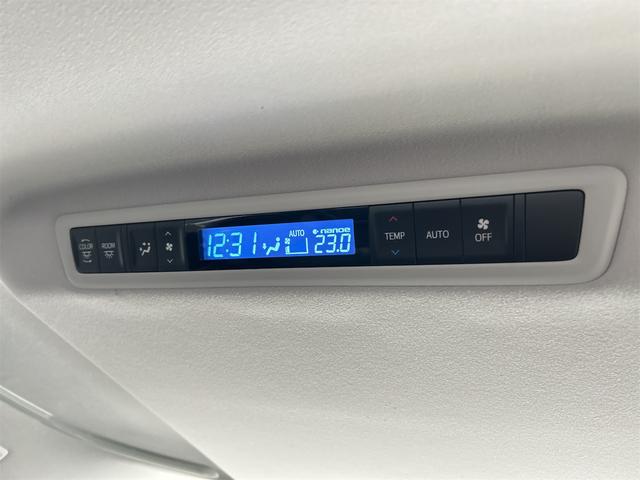 COLOR
ROOM
12:31
AUTO
nanoe
23.0
TEMP
AUTO
OFF